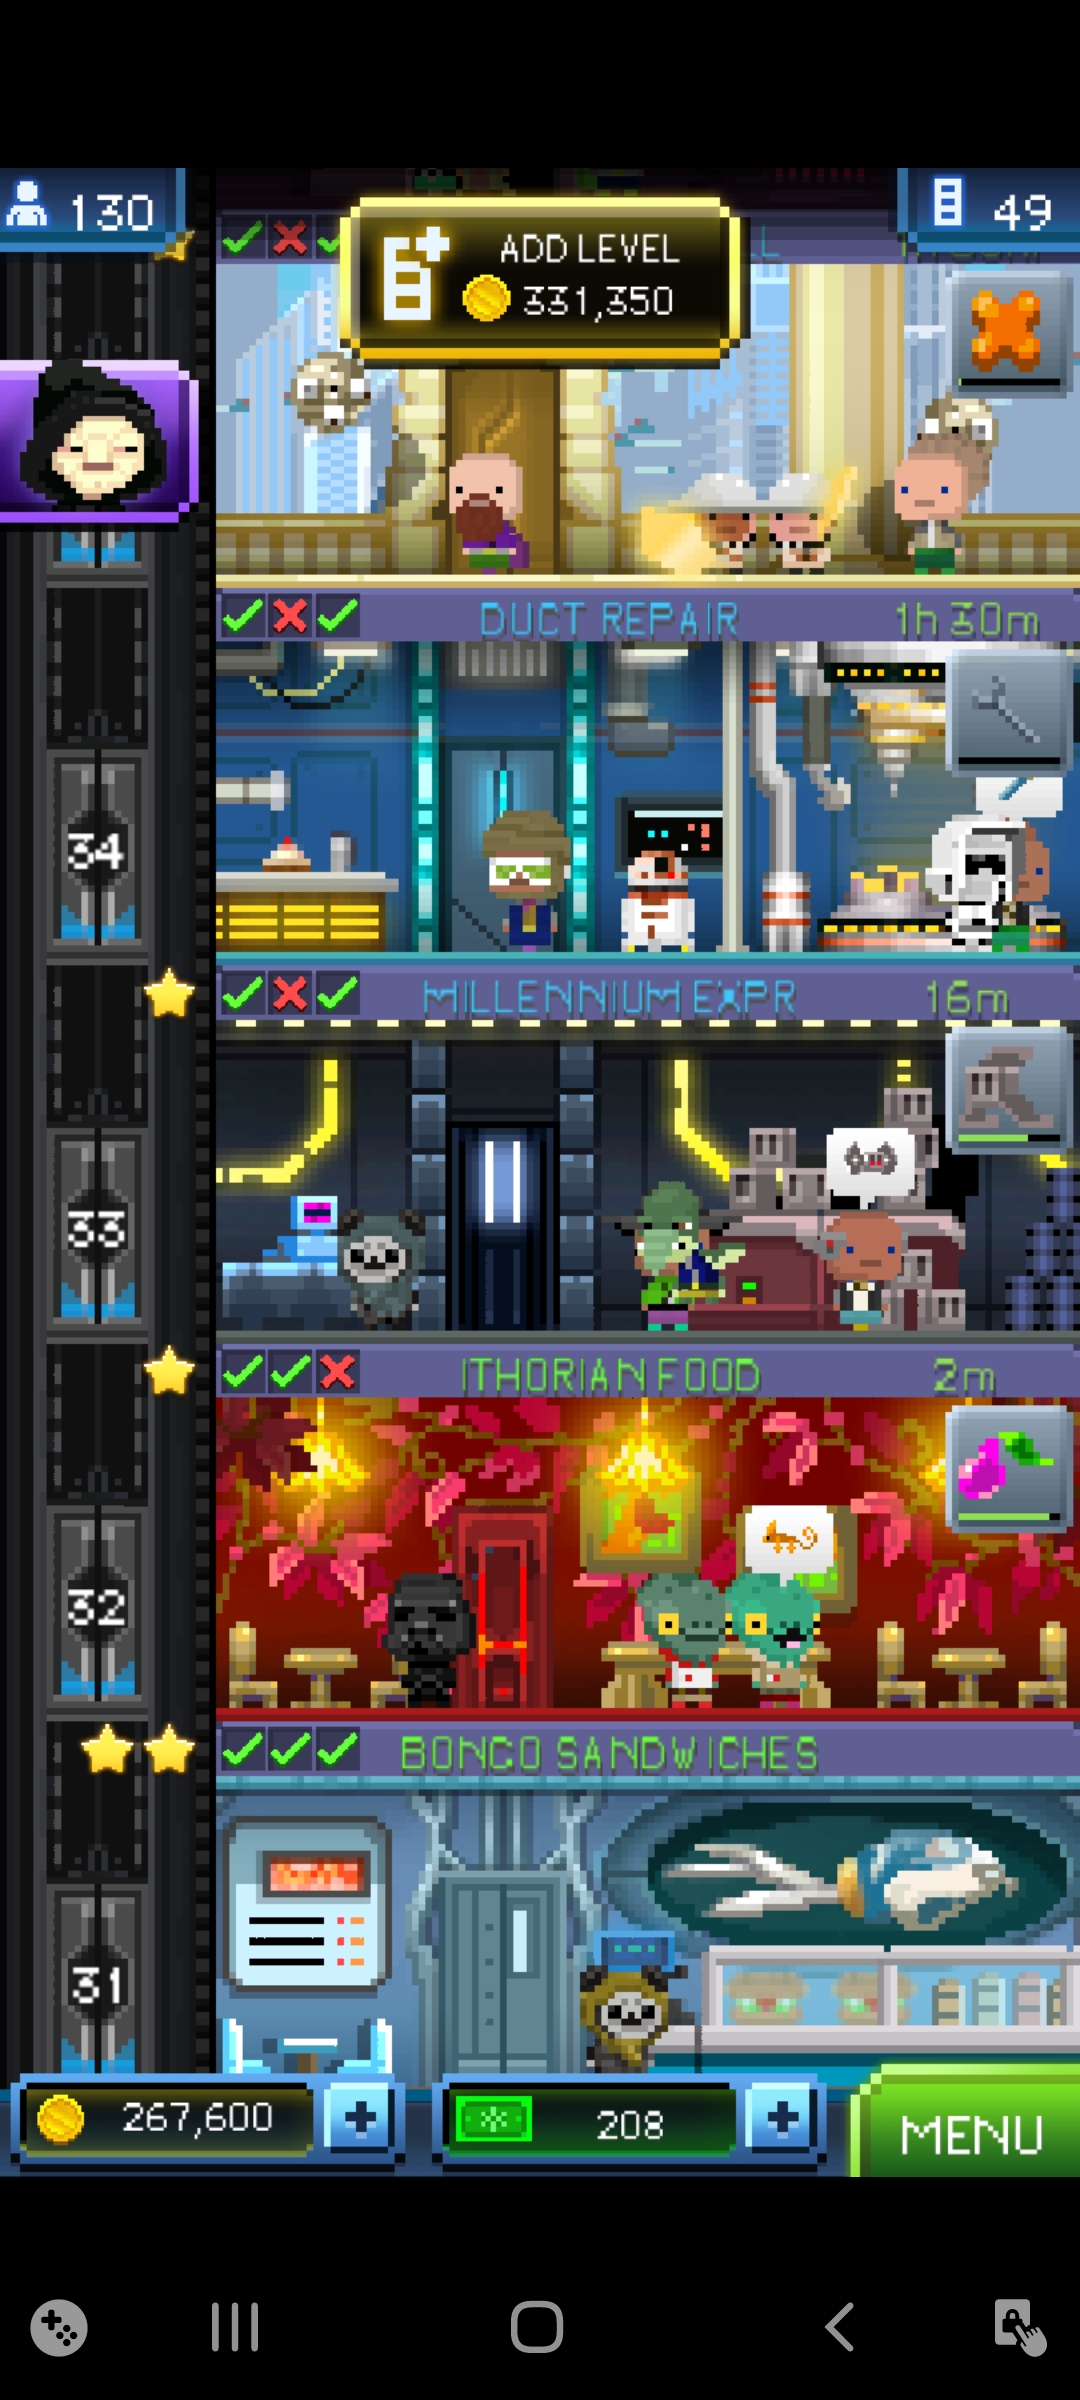 130
49
ADD LEVEL
331,350
DUCT REPAIR 1h 30m
34
MILLENNIUM EXPR 16m
33
ITHORIAN FOOD 2m
32
BONGO SANDWICHES
31
267,600
208
MENU